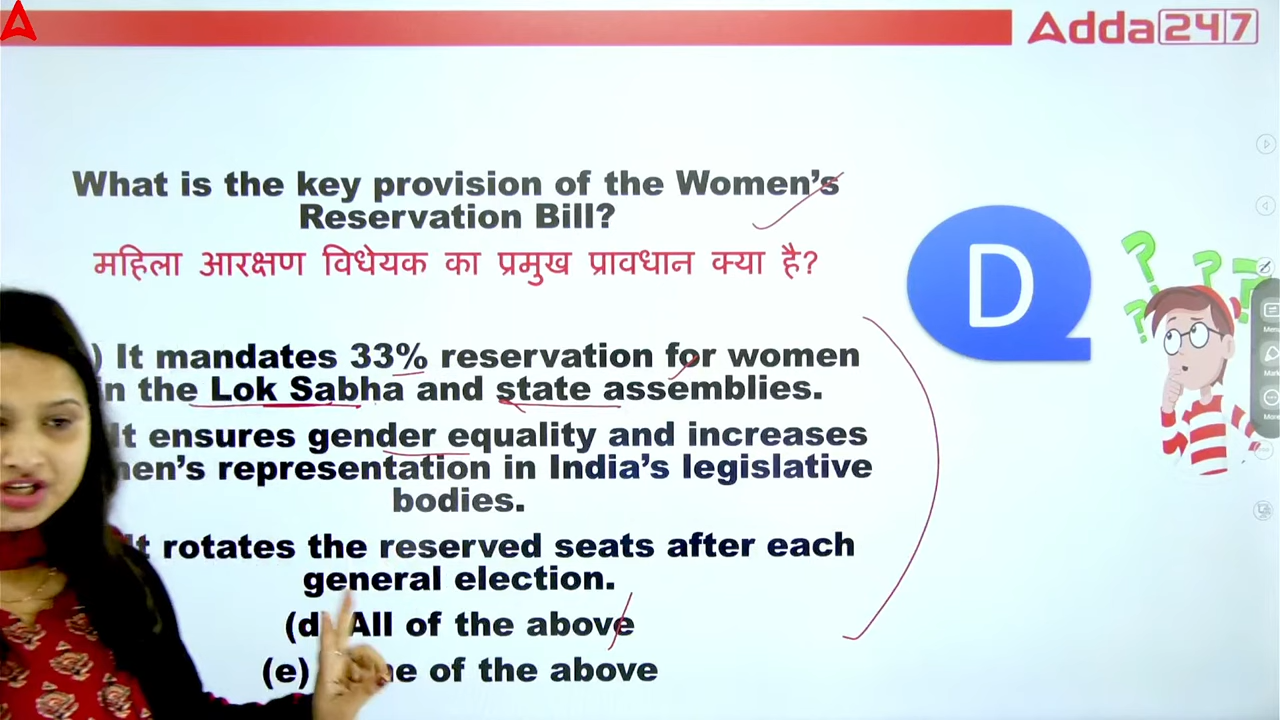 Adda247
What is the key provision of the Women's
Reservation Bill?
महिला आरक्षण विधेयक का प्रमुख प्रावधान क्या है?
D
) It mandates 33% reservation for women
n the Lok Sabha and state assemblies.
It ensures gender equality and increases
men's representation in India's legislative
bodies.
It rotates the reserved seats after each
general election.
(d) All of the above
(e) of the above